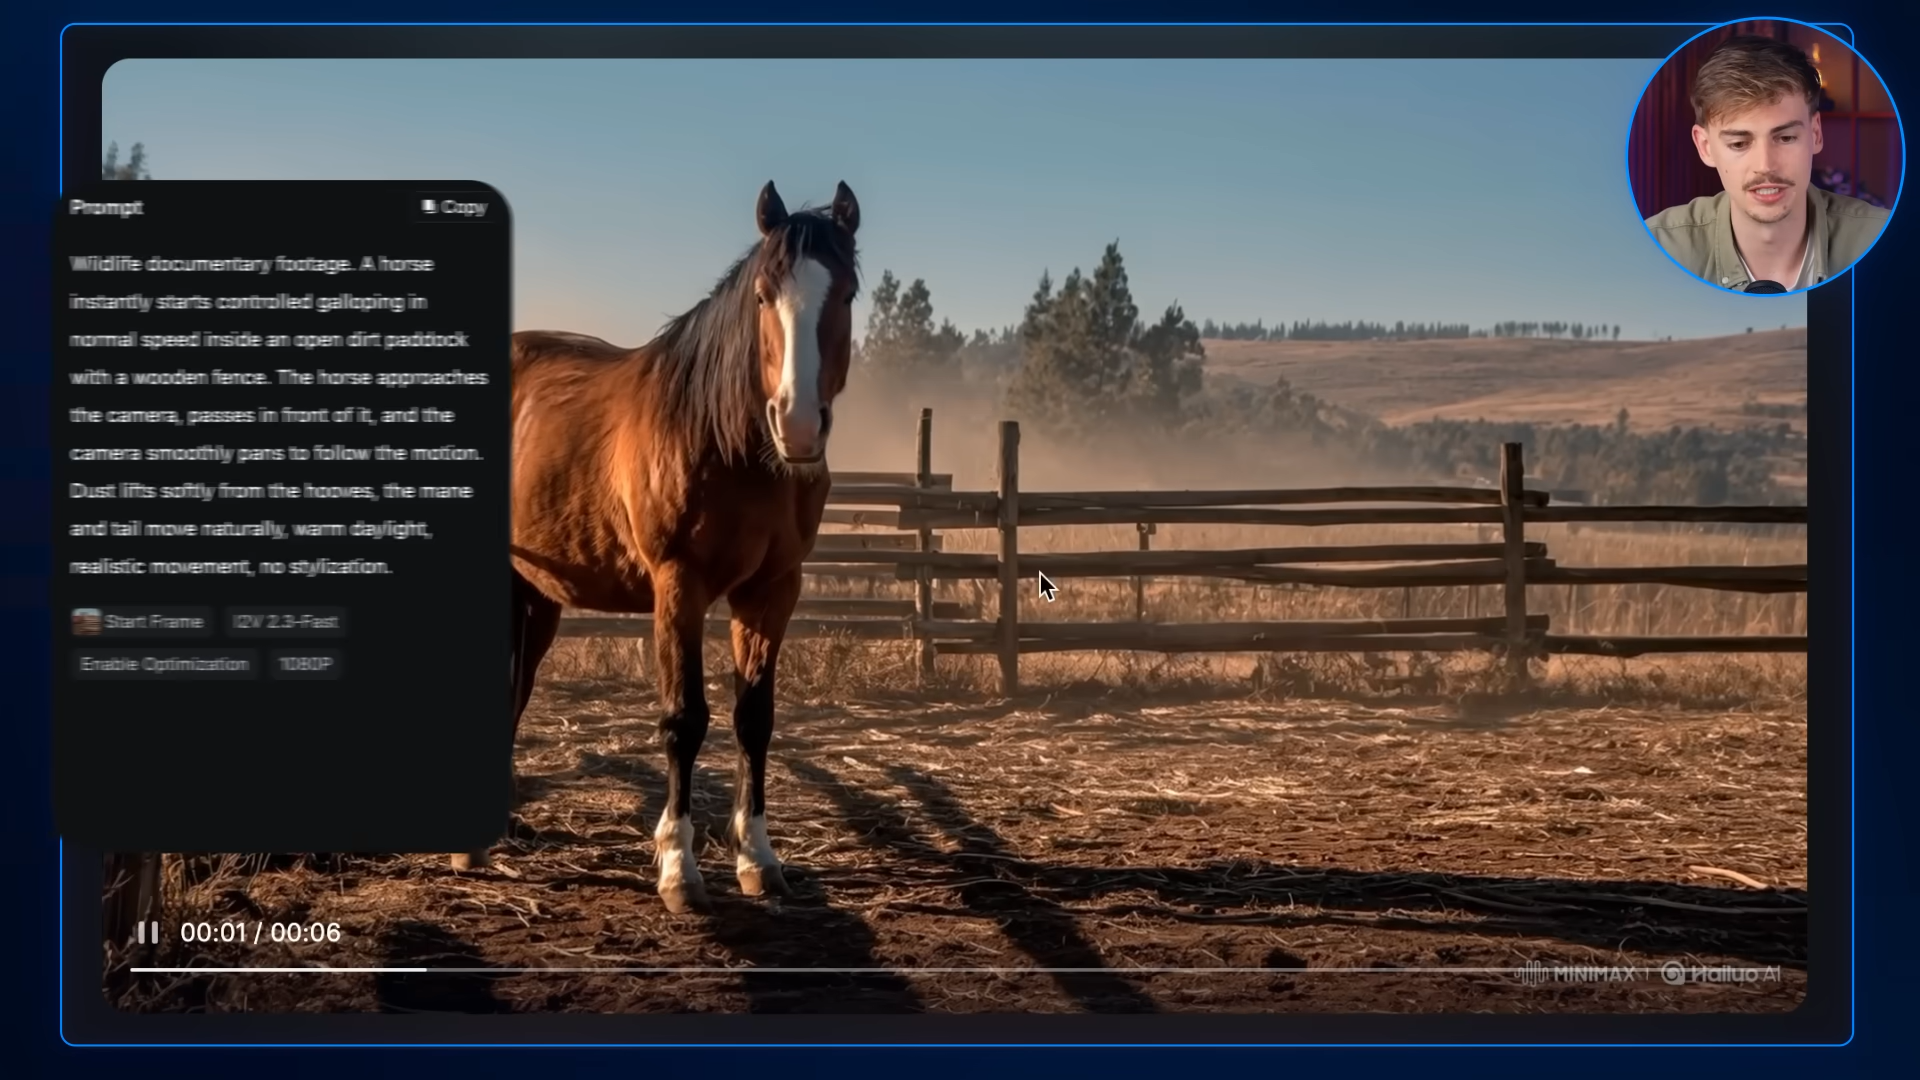 Prompt
Copy
Wildlife documentary footage. A horse
instantly starts controlled galloping in
normal speed inside an open dirt paddock
with a wooden fence. The horse approaches
the camera, passes in front of it, and the
camera smoothly pans to follow the motion.
Dust lifts softly from the hooves, the mane
and tail move naturally, warm daylight,
realistic movement, no stylization.
Start Frame
I2V 2.3-Fast
Enable Optimization
1080P
00:01 / 00:06
MINIMAX | Hailuo AI